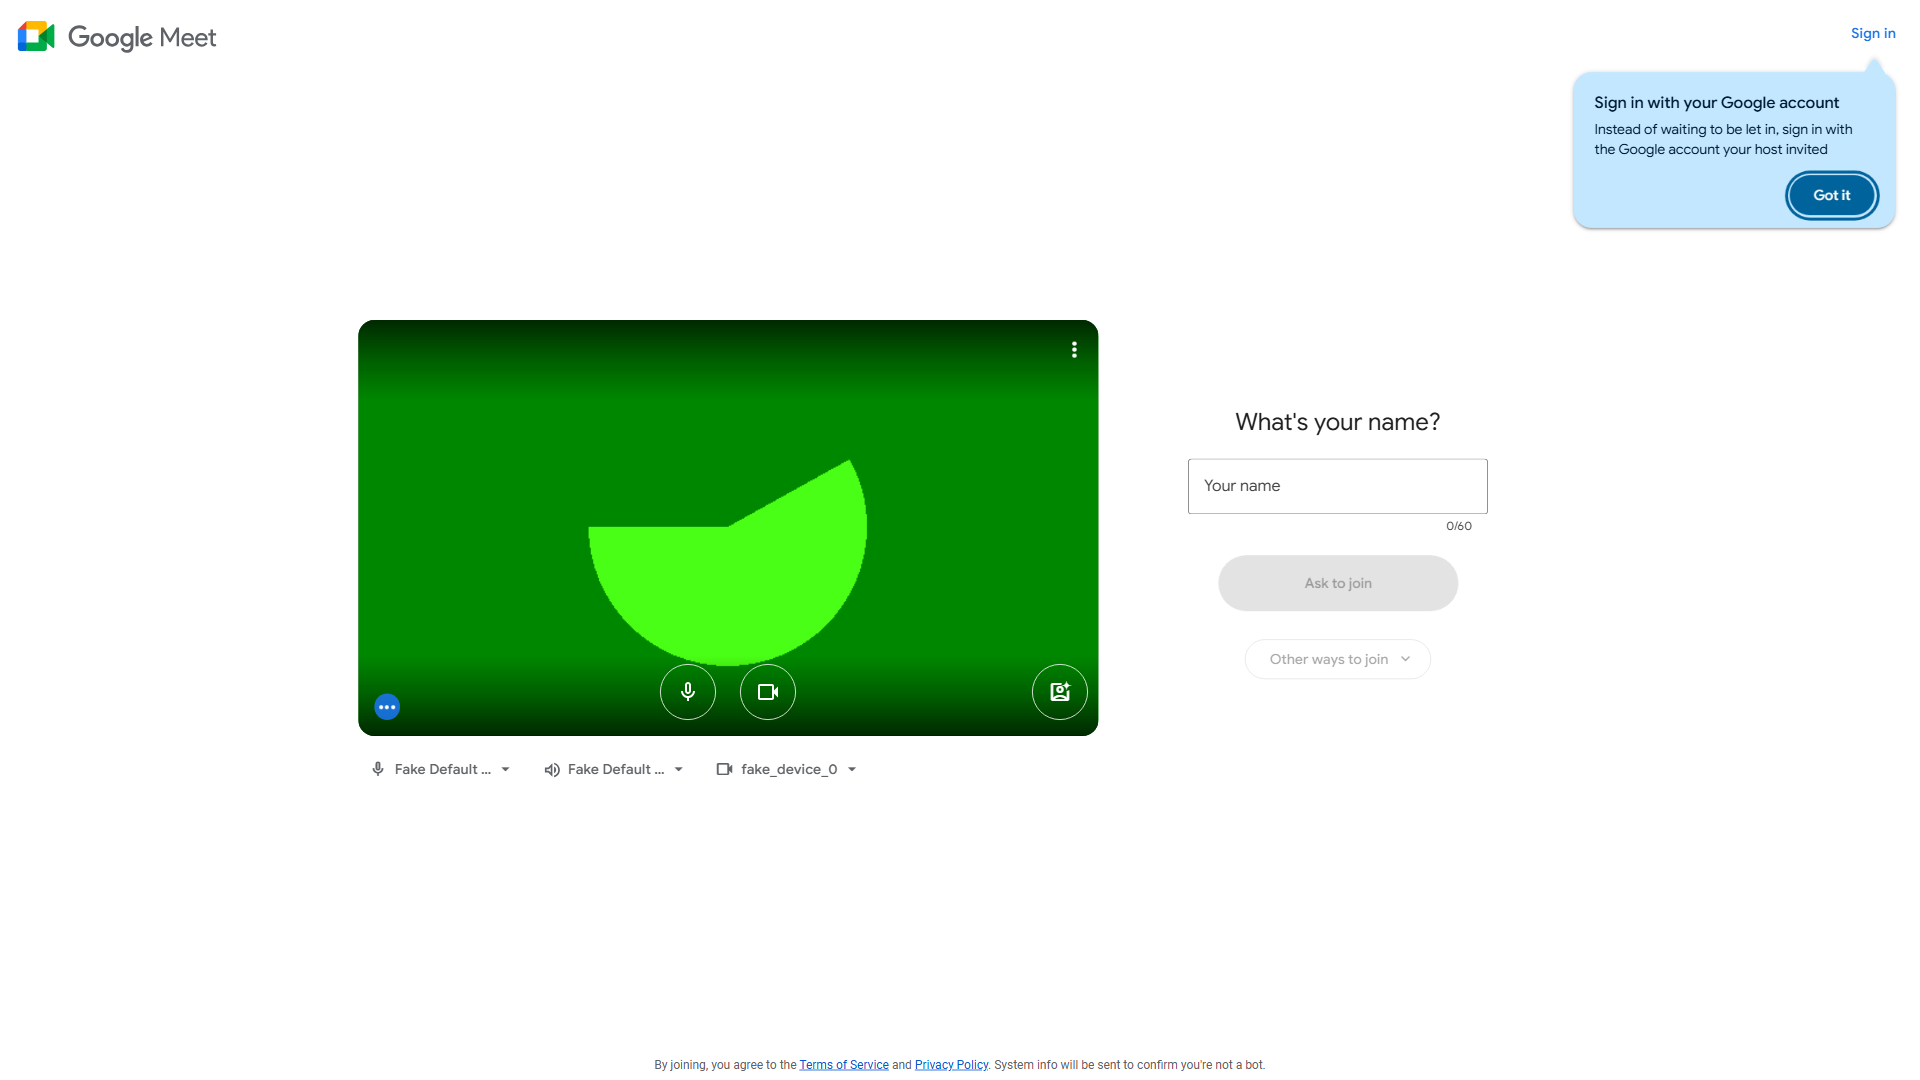 Google Meet
Sign in
Sign in with your Google account
Instead of waiting to be let in, sign in with
the Google account your host invited
Got it
What's your name?
Your name
0/60
Ask to join
Other ways to join
Fake Default ...
Fake Default ...
fake_device_0
By joining, you agree to the Terms of Service and Privacy Policy. System info will be sent to confirm you're not a bot.